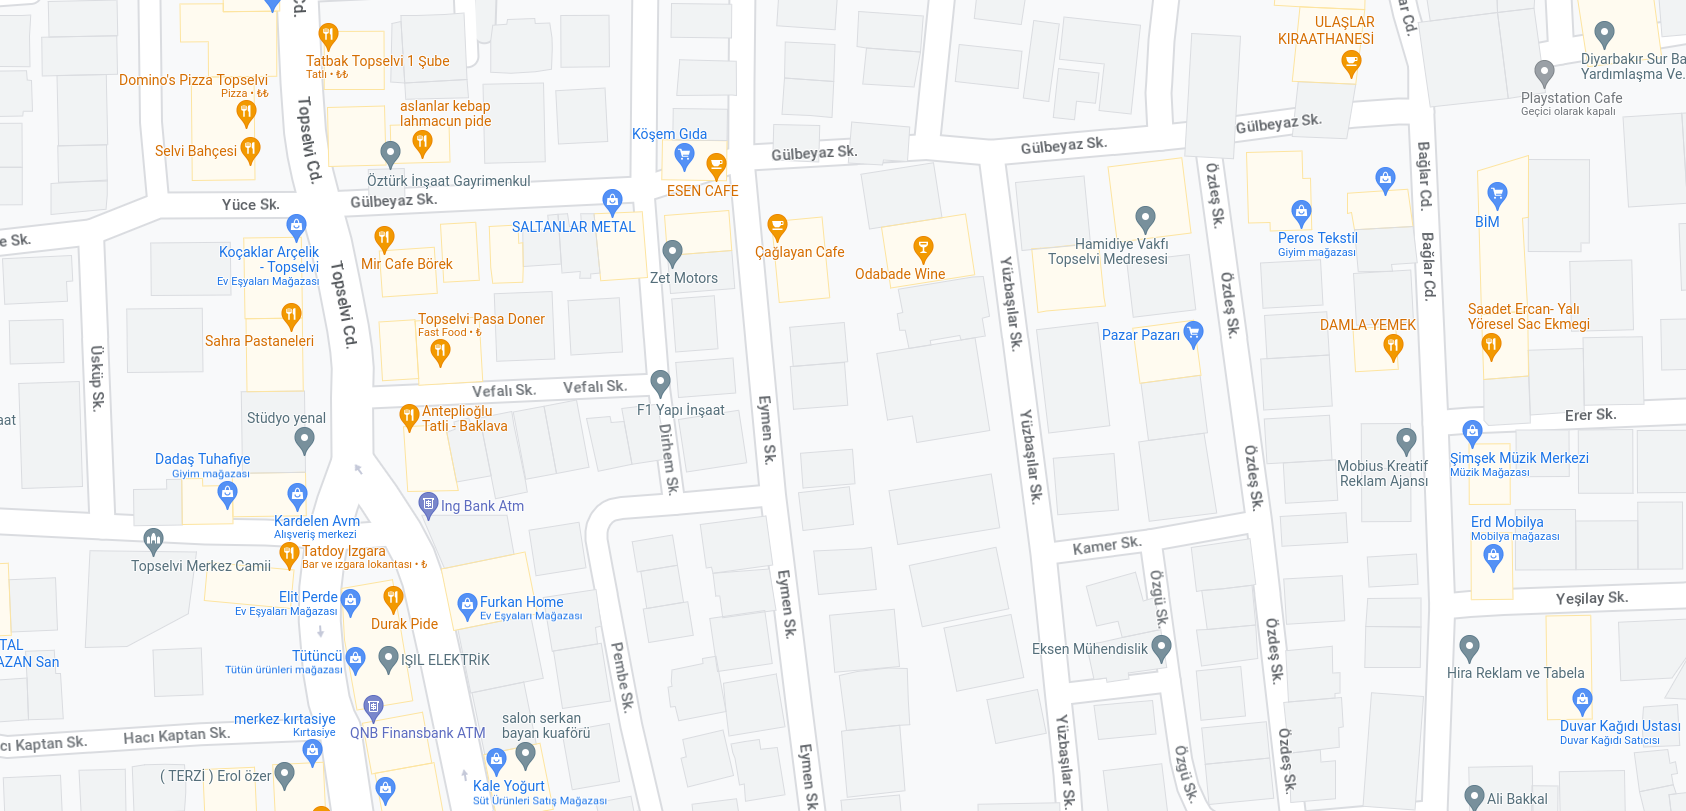 Cd.
Tatbak Topselvi 1 Şube
Tatlı • ₺₺
Domino's Pizza Topselvi
Pizza • ₺₺
aslanlar kebap
lahmacun pide
Topselvi Cd.
Selvi Bahçesi
Öztürk İnşaat Gayrimenkul
Köşem Gıda
ESEN CAFE
Yüce Sk.
Gülbeyaz Sk.
Gülbeyaz Sk.
Gülbeyaz Sk.
Gülbeyaz Sk.
ULAŞLAR
KIRAATHANESİ
ar Cd.
Diyarbakır Sur Ba
Yardımlaşma Ve...
Playstation Cafe
Geçici olarak kapalı
e Sk.
Koçaklar Arçelik
- Topselvi
Ev Eşyaları Mağazası
Mir Cafe Börek
SALTANLAR METAL
Zet Motors
Çağlayan Cafe
Odabade Wine
Hamidiye Vakfı
Topselvi Medresesi
Özdeş Sk.
Peros Tekstil
Giyim mağazası
Bağlar Cd.
Bağlar Cd.
BİM
Topselvi Cd.
Sahra Pastaneleri
Topselvi Pasa Doner
Fast Food • ₺
Yüzbaşılar Sk.
Özdeş Sk.
Pazar Pazarı
DAMLA YEMEK
Saadet Ercan- Yalı
Yöresel Sac Ekmegi
Üsküp Sk.
Vefalı Sk.
Vefalı Sk.
F1 Yapı İnşaat
Anteplioğlu
Tatli - Baklava
Stüdyo yenal
aat
Dirhem Sk.
Eymen Sk.
Yüzbaşılar Sk.
Özdeş Sk.
Erer Sk.
Mobius Kreatif
Reklam Ajansı
Şimşek Müzik Merkezi
Müzik Mağazası
Dadaş Tuhafiye
Giyim mağazası
Kardelen Avm
Alışveriş merkezi
Ing Bank Atm
Erd Mobilya
Mobilya mağazası
Kamer Sk.
Tatdoy Izgara
Bar ve ızgara lokantası • ₺
Topselvi Merkez Camii
Elit Perde
Ev Eşyaları Mağazası
Durak Pide
Furkan Home
Ev Eşyaları Mağazası
Eymen Sk.
Özgü Sk.
Yeşilay Sk.
Eksen Mühendislik
Özdeş Sk.
TAL
AZAN San
Tütüncü
Tütün ürünleri mağazası
IŞIL ELEKTRİK
Pembe Sk.
Hira Reklam ve Tabela
merkez kırtasiye
Kırtasiye
QNB Finansbank ATM
salon serkan
bayan kuaförü
cı Kaptan Sk.
Hacı Kaptan Sk.
Duvar Kağıdı Ustası
Duvar Kağıdı Satıcısı
( TERZİ ) Erol özer
Kale Yoğurt
Süt Ürünleri Satış Mağazası
Eymen Sk
Yüzbaşılar Sk.
Özgü Sk.
Özdeş Sk.
Ali Bakkal